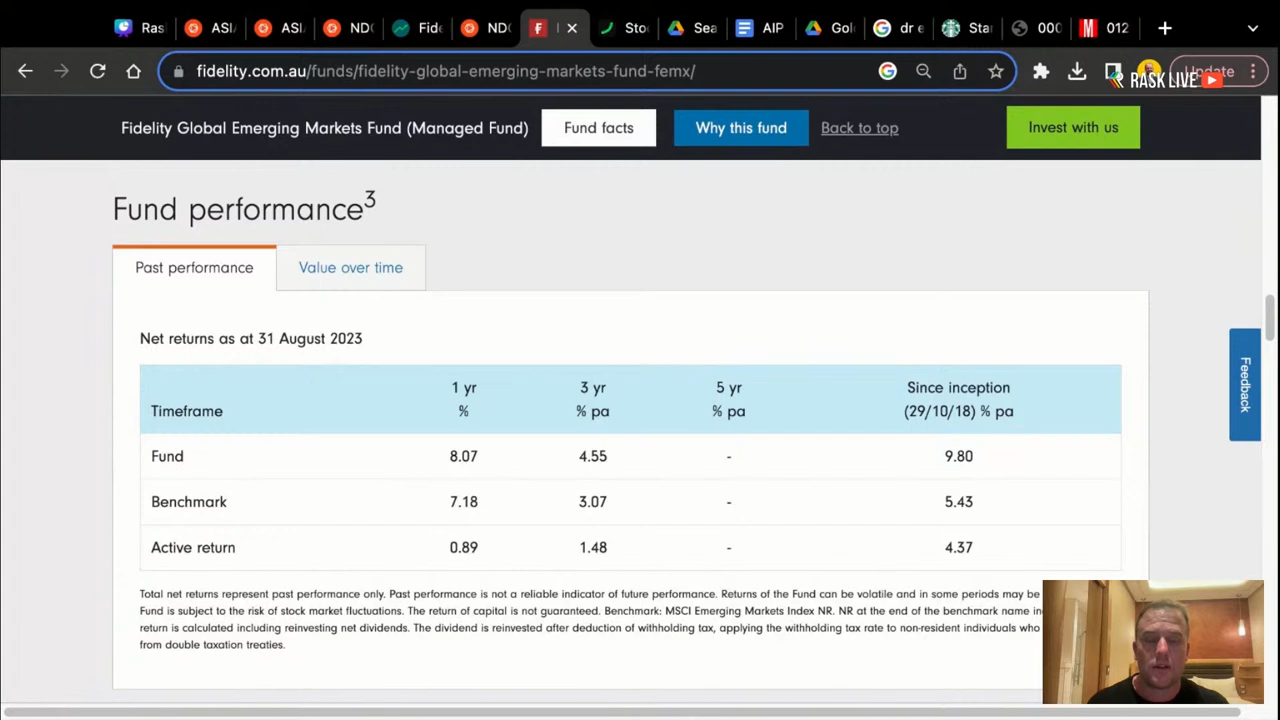 Ras
ASI
ASI
NDC
Fide
NDC
Sto
Sea
AIP
Gol
dr e
Star
000
012
fidelity.com.au/funds/fidelity-global-emerging-markets-fund-femx/
Update
RASK LIVE
Fidelity Global Emerging Markets Fund (Managed Fund)
Fund facts
Why this fund
Back to top
Invest with us
Fund performance3
Past performance
Value over time
Net returns as at 31 August 2023
Timeframe 1 yr % 3 yr % pa 5 yr % pa Since inception (29/10/18) % pa
Fund 8.07 4.55 - 9.80
Benchmark 7.18 3.07 - 5.43
Active return 0.89 1.48 - 4.37
Total net returns represent past performance only. Past performance is not a reliable indicator of future performance. Returns of the Fund can be volatile and in some periods may be
Fund is subject to the risk of stock market fluctuations. The return of capital is not guaranteed. Benchmark: MSCI Emerging Markets Index NR. NR at the end of the benchmark name in
return is calculated including reinvesting net dividends. The dividend is reinvested after deduction of withholding tax, applying the withholding tax rate to non-resident individuals who
from double taxation treaties.
Feedback